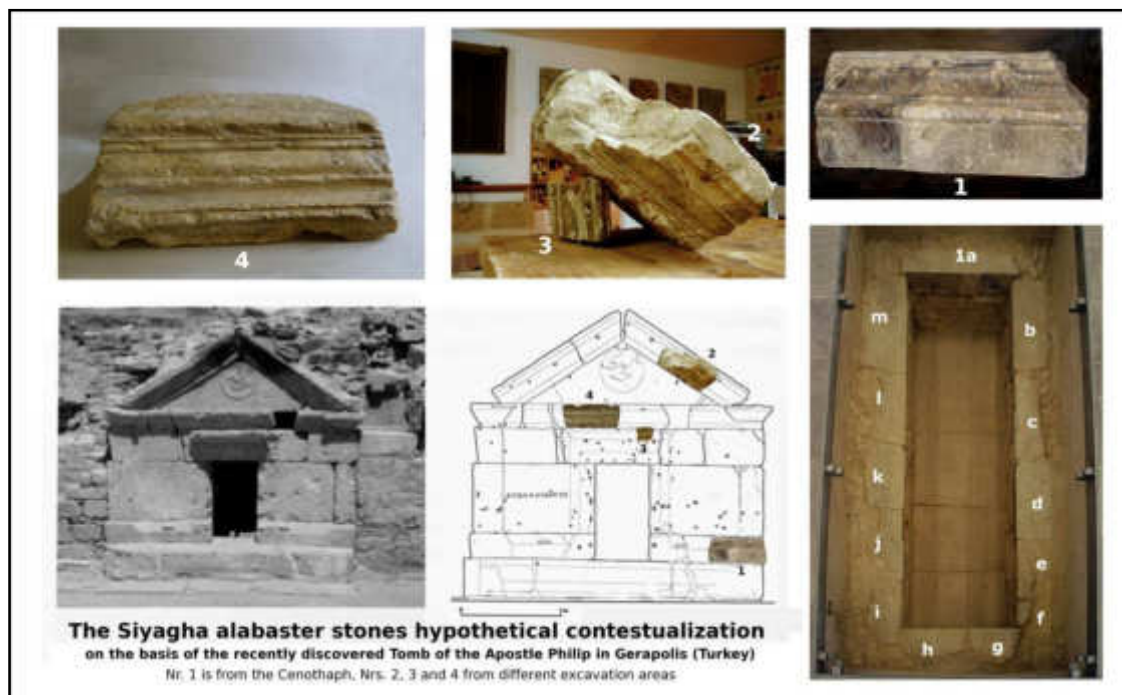 4
2
3
1
1a
m
b
l
c
k
d
j
e
i
f
h
g
2
4
3
1
The Siyagha alabaster stones hypothetical contestualization
on the basis of the recently discovered Tomb of the Apostle Philip in Gerapolis (Turkey)
Nr. 1 is from the Cenothaph, Nrs. 2, 3 and 4 from different excavation areas